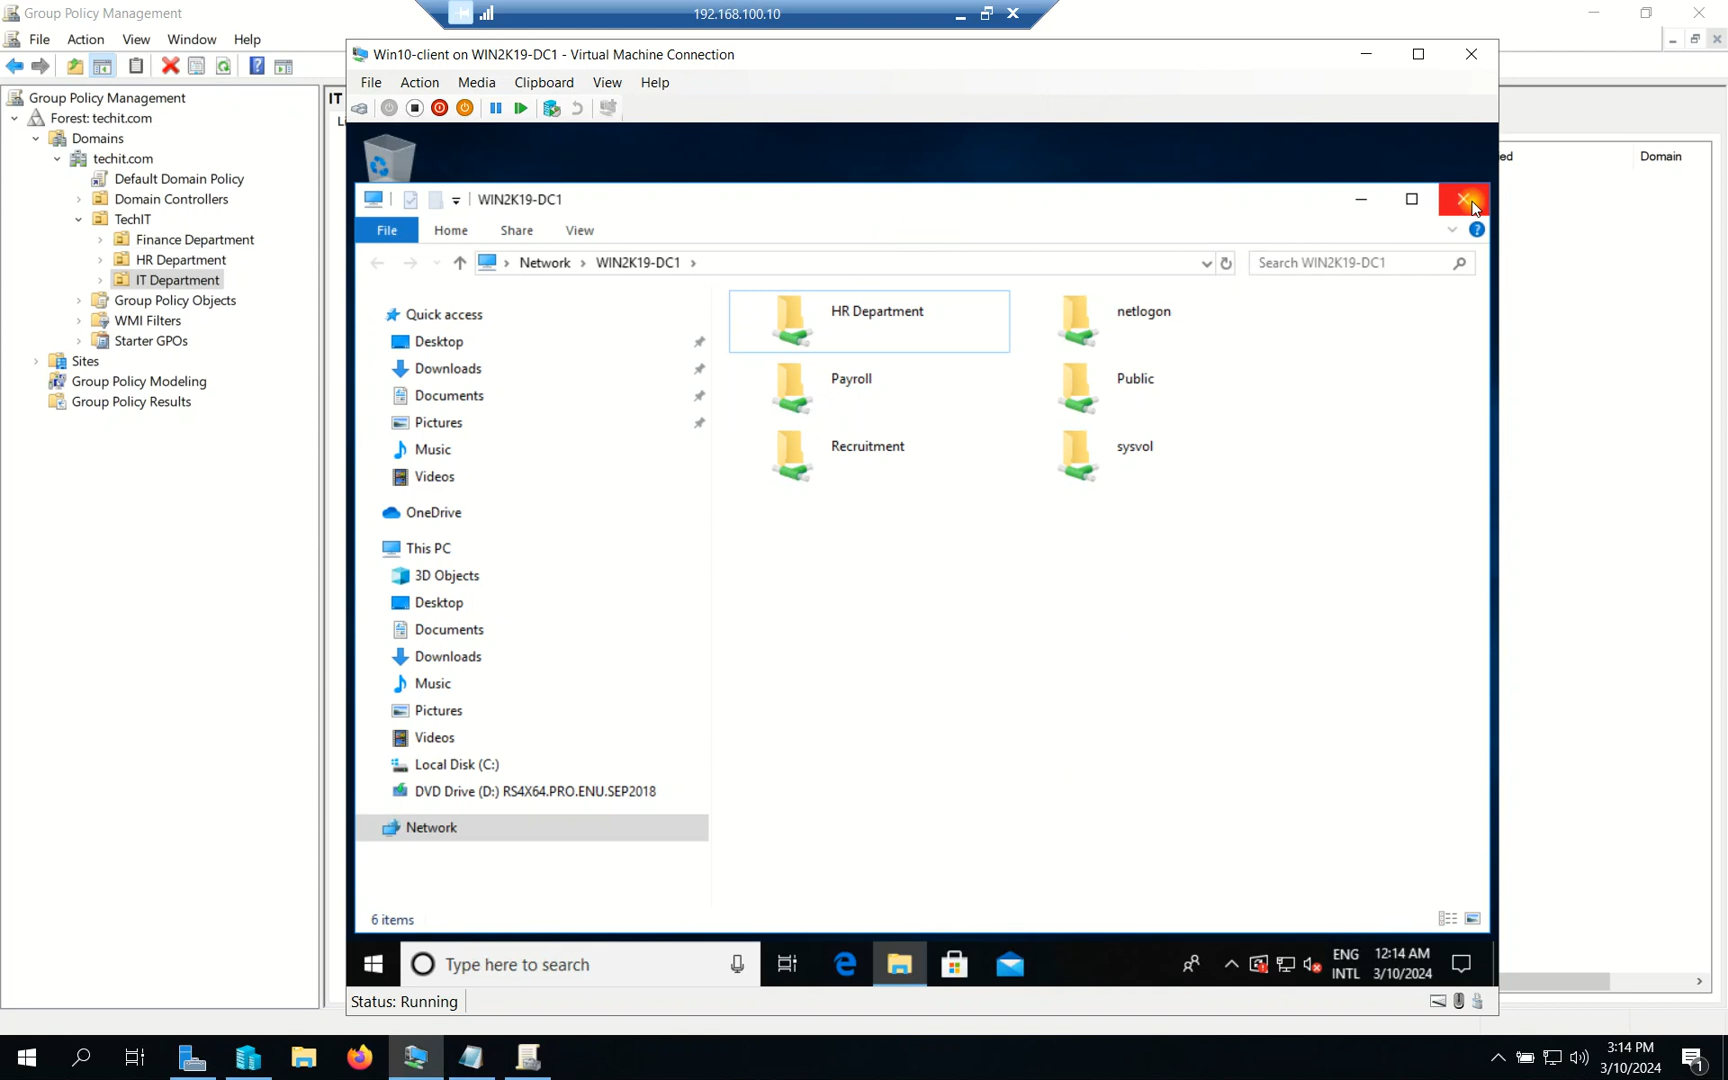 Group Policy Management
192.168.100.10
File Action View Window Help
Group Policy Management
Forest: techit.com
Domains
techit.com
Default Domain Policy
Domain Controllers
TechIT
Finance Department
HR Department
IT Department
Group Policy Objects
WMI Filters
Starter GPOs
Sites
Group Policy Modeling
Group Policy Results
IT
Li
ed Domain
Win10-client on WIN2K19-DC1 - Virtual Machine Connection
File Action Media Clipboard View Help
WIN2K19-DC1
File Home Share View
Network WIN2K19-DC1
Search WIN2K19-DC1
Quick access
Desktop
Downloads
Documents
Pictures
Music
Videos
OneDrive
This PC
3D Objects
Desktop
Documents
Downloads
Music
Pictures
Videos
Local Disk (C:)
DVD Drive (D:) RS4X64.PRO.ENU.SEP2018
Network
HR Department netlogon
Payroll Public
Recruitment sysvol
6 items
Type here to search
ENG 12:14 AM
INTL 3/10/2024
Status: Running
3:14 PM
3/10/2024
1